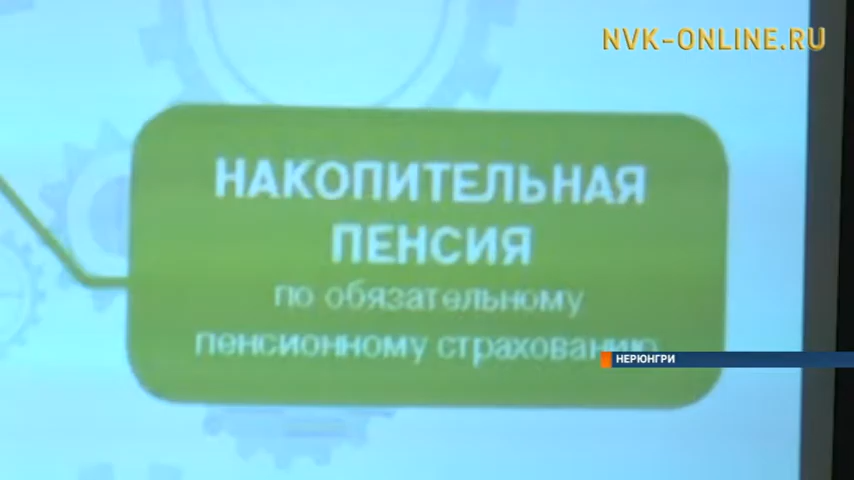 NVK-ONLINE.RU
НАКОПИТЕЛЬНАЯ
ПЕНСИЯ
по обязательному
пенсионному страхованию
НЕРЮНГРИ